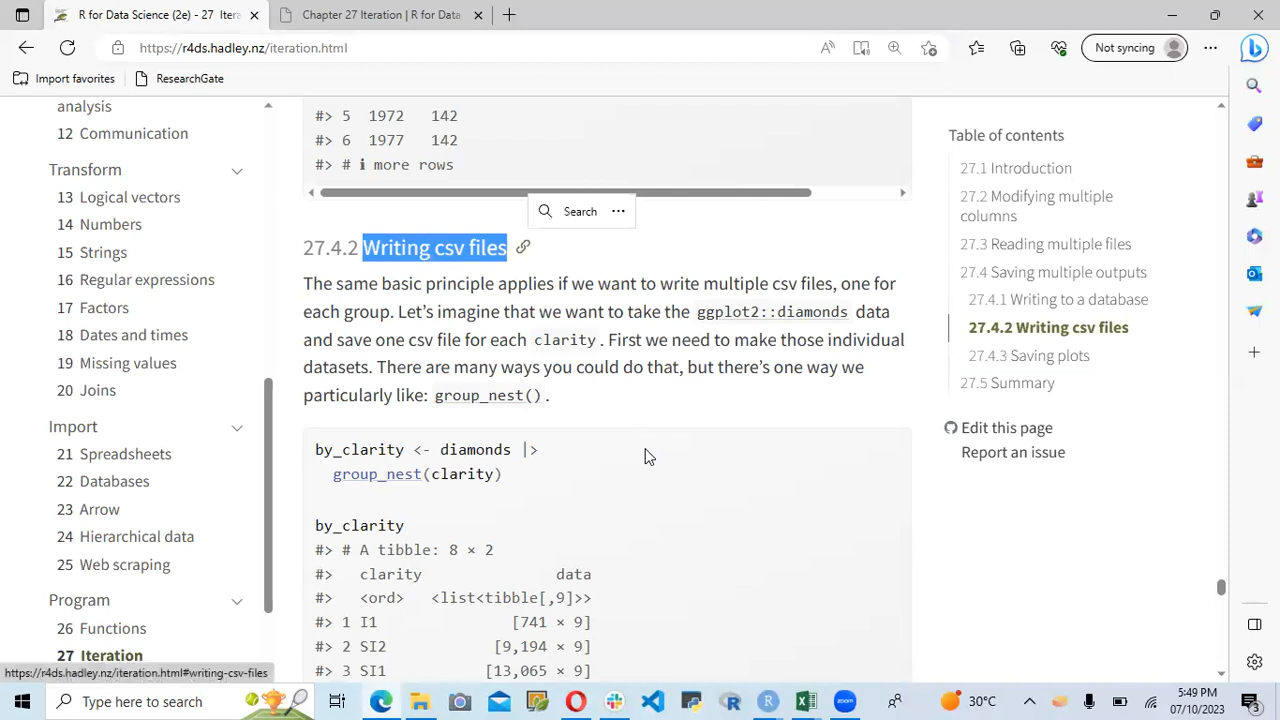 R for Data Science (2e) - 27 Itera
Chapter 27 Iteration | R for Data
https://r4ds.hadley.nz/iteration.html
Not syncing
Import favorites
ResearchGate
analysis
12 Communication
Transform
13 Logical vectors
14 Numbers
15 Strings
16 Regular expressions
17 Factors
18 Dates and times
19 Missing values
20 Joins
Import
21 Spreadsheets
22 Databases
23 Arrow
24 Hierarchical data
25 Web scraping
Program
26 Functions
27 Iteration
https://r4ds.hadley.nz/iteration.html#writing-csv-files
#> 5 1972 142
#> 6 1977 142
#> # ℹ more rows
Search
27.4.2 Writing csv files
The same basic principle applies if we want to write multiple csv files, one for
each group. Let's imagine that we want to take the ggplot2::diamonds data
and save one csv file for each clarity. First we need to make those individual
datasets. There are many ways you could do that, but there's one way we
particularly like: group_nest().
by_clarity <- diamonds |>
group_nest(clarity)
by_clarity
#> # A tibble: 8 × 2
#> clarity data
#> <ord> <list<tibble[,9]>>
#> 1 I1 [741 × 9]
#> 2 SI2 [9,194 × 9]
#> 3 SI1 [13,065 × 9]
Table of contents
27.1 Introduction
27.2 Modifying multiple
columns
27.3 Reading multiple files
27.4 Saving multiple outputs
27.4.1 Writing to a database
27.4.2 Writing csv files
27.4.3 Saving plots
27.5 Summary
Edit this page
Report an issue
Type here to search
30°C
5:49 PM
07/10/2023
3